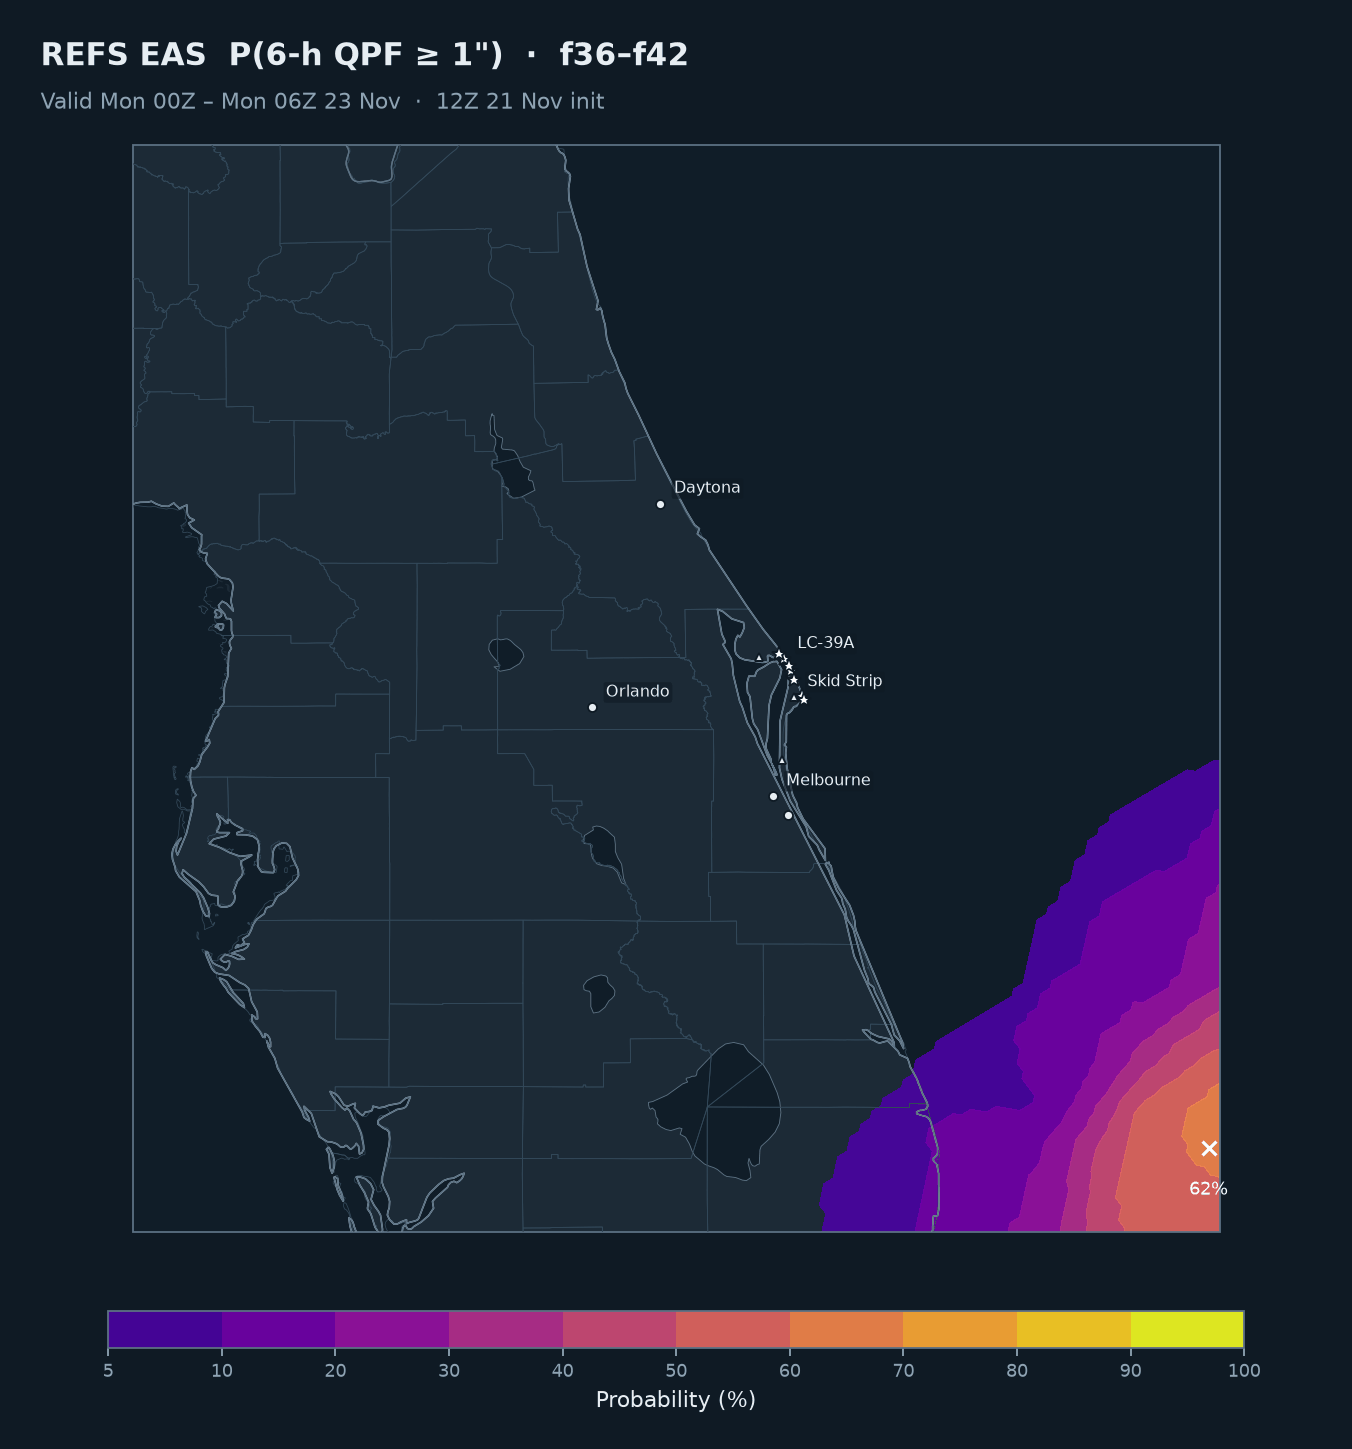 REFS EAS  P(6-h QPF ≥ 1")  ·  f36–f42
Valid Mon 00Z – Mon 06Z 23 Nov  ·  12Z 21 Nov init
Daytona
LC-39A
Skid Strip
Orlando
Melbourne
62%
5 10 20 30 40 50 60 70 80 90 100
Probability (%)